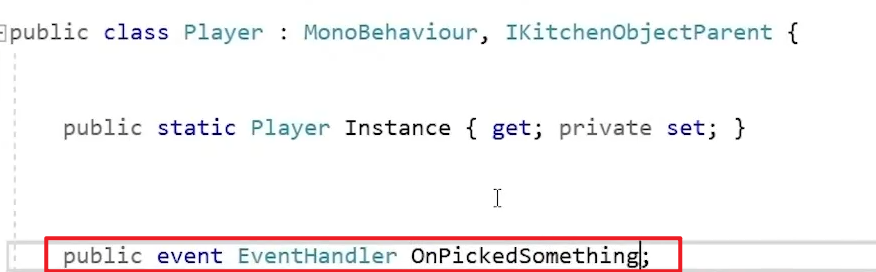 public class Player : MonoBehaviour, IKitchenObjectParent {
public static Player Instance { get; private set; }
public event EventHandler OnPickedSomething;